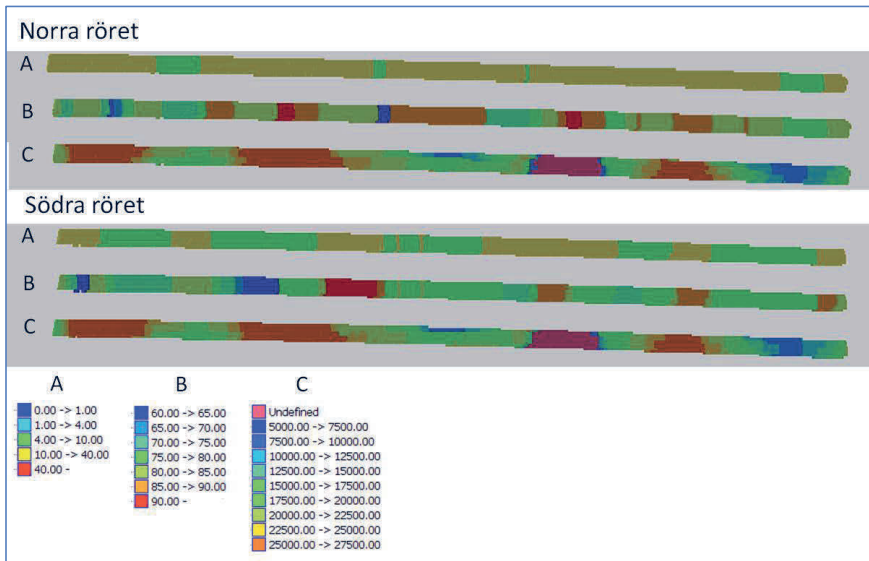 Norra röret
A
B
C
Södra röret
A
B
C
A
0.00 -> 1.00
1.00 -> 4.00
4.00 -> 10.00
10.00 -> 40.00
40.00 -
B
60.00 -> 65.00
65.00 -> 70.00
70.00 -> 75.00
75.00 -> 80.00
80.00 -> 85.00
85.00 -> 90.00
90.00 -
C
Undefined
5000.00 -> 7500.00
7500.00 -> 10000.00
10000.00 -> 12500.00
12500.00 -> 15000.00
15000.00 -> 17500.00
17500.00 -> 20000.00
20000.00 -> 22500.00
22500.00 -> 25000.00
25000.00 -> 27500.00